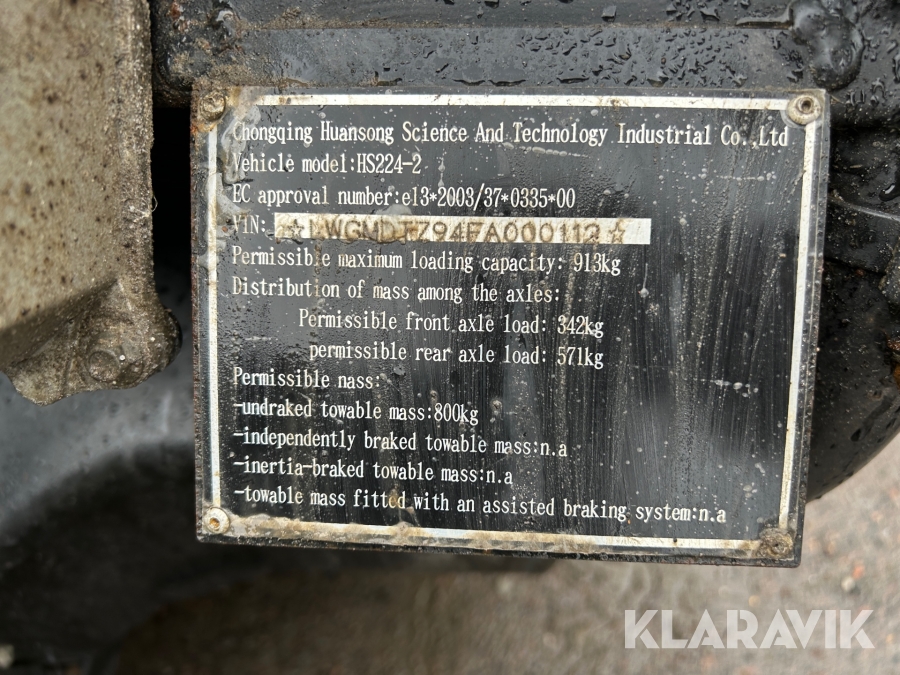 Chongqing Huansong Science And Technology Industrial Co.,Ltd
Vehicle model:HS224-2
EC approval number:e13*2003/37*0335*00
VIN: ☆LWGMDTZ94FA000112☆
Permissible maximum loading capacity: 913kg
Distribution of mass among the axles:
Permissible front axle load: 342kg
permissible rear axle load: 571kg
Permissible nass:
-undraked towable mass:800kg
-independently braked towable mass:n.a
-inertia-braked towable mass:n.a
-towable mass fitted with an assisted braking system:n.a
KLARAVIK